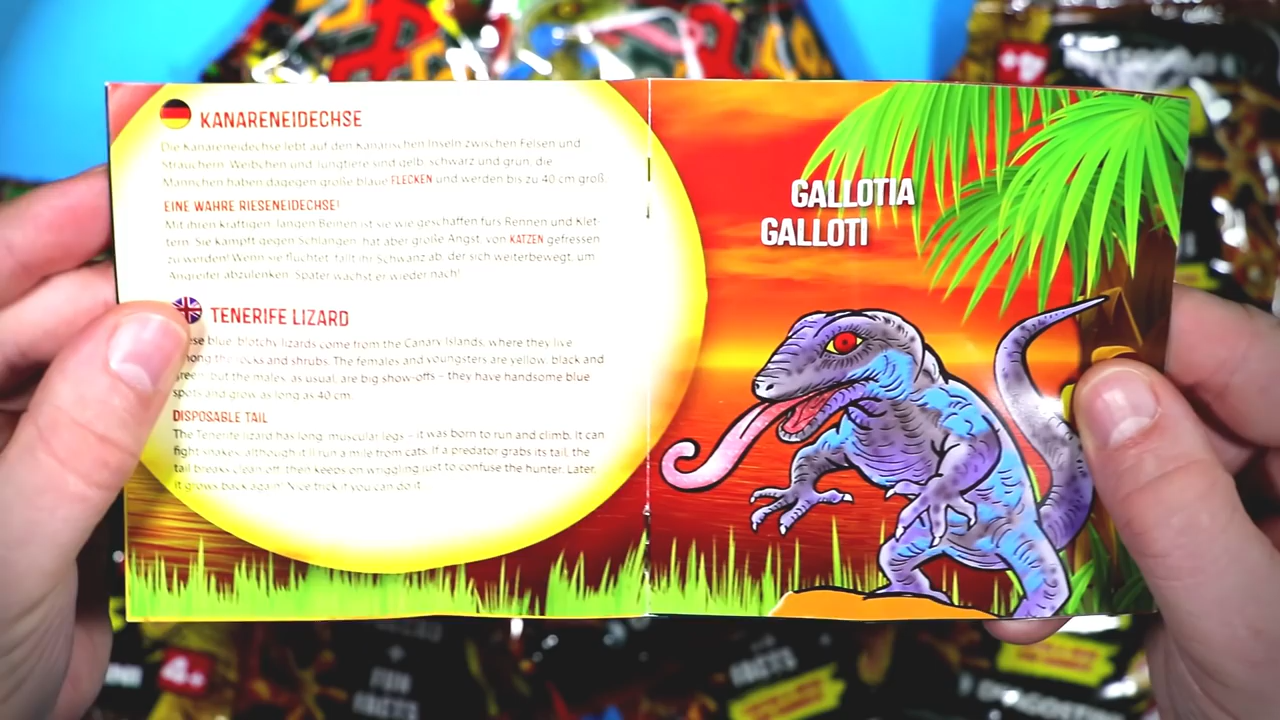 KANARENEIDECHSE
Die Kanareneidechse lebt auf den Kanarischen Inseln zwischen Felsen und
Sträuchern. Weibchen und Jungtiere sind gelb, schwarz und grün, die
Männchen haben dagegen große blaue FLECKEN und werden bis zu 40 cm groß.
EINE WAHRE RIESENEIDECHSE!
Mit ihren kräftigen, langen Beinen ist sie wie geschaffen fürs Rennen und Klet-
tern. Sie kämpft gegen Schlangen, hat aber große Angst, von KATZEN gefressen
zu werden! Wenn sie flüchtet, fällt ihr Schwanz ab, der sich weiterbewegt, um
Angreifer abzulenken. Später wächst er wieder nach!
TENERIFE LIZARD
blue, blotchy lizards come from the Canary Islands, where they live
among the rocks and shrubs. The females and youngsters are yellow, black and
green, but the males, as usual, are big show-offs – they have handsome blue
spots and grow as long as 40 cm.
DISPOSABLE TAIL
The Tenerife lizard has long, muscular legs – it was born to run and climb. It can
fight snakes, although it'll run a mile from cats. If a predator grabs its tail, the
tail breaks clean off, then keeps on wriggling just to confuse the hunter. Later,
it grows back again! Nice trick if you can do it.
GALLOTIA
GALLOTI
4+
4+
+
FUN
FACTS
FACTS